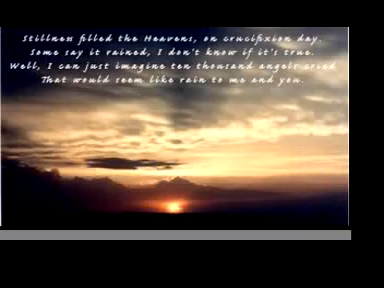 Stillness filled the Heavens, on crucifixion day.
Some say it rained, I don't know if it's true.
Well, I can just imagine ten thousand angels cried
That would seem like rain to me and you.